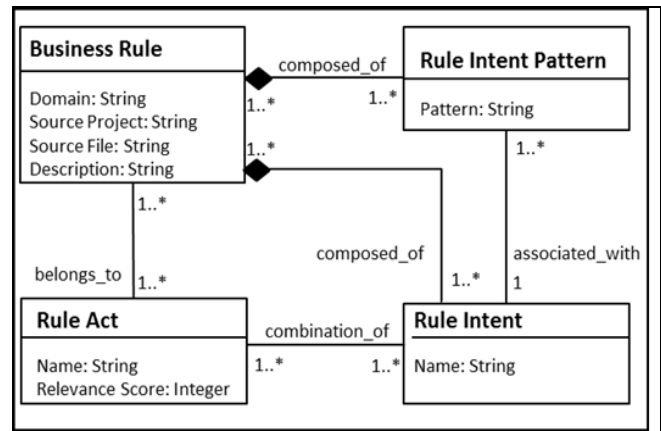 Business Rule
Domain: String
Source Project: String
Source File: String
Description: String
composed_of
1..*
1..*
Rule Intent Pattern
Pattern: String
1..*
composed_of
1..*
1..*
belongs_to
1..*
associated_with
1..*
1
Rule Act
Name: String
Relevance Score: Integer
combination_of
1..*
1..*
Rule Intent
Name: String